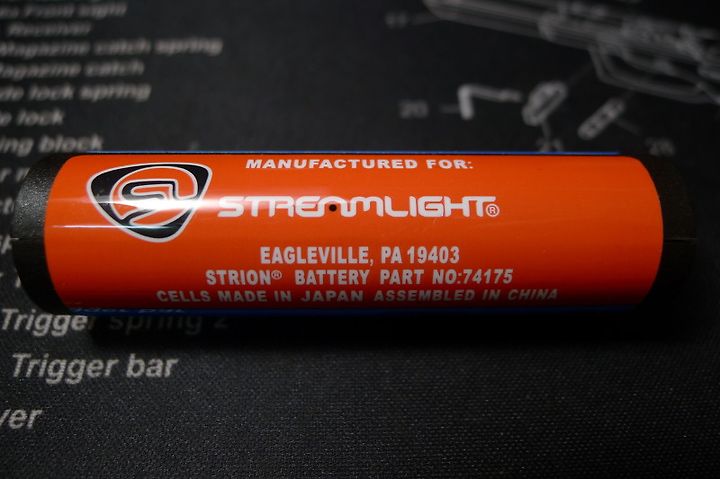 Receiver
Magazine catch spring
Magazine catch
lock spring
lock
block
MANUFACTURED FOR:
STREAMLIGHT®
EAGLEVILLE, PA 19403
STRION® BATTERY PART NO:74175
CELLS MADE IN JAPAN ASSEMBLED IN CHINA
Trigger spring 2
Trigger bar